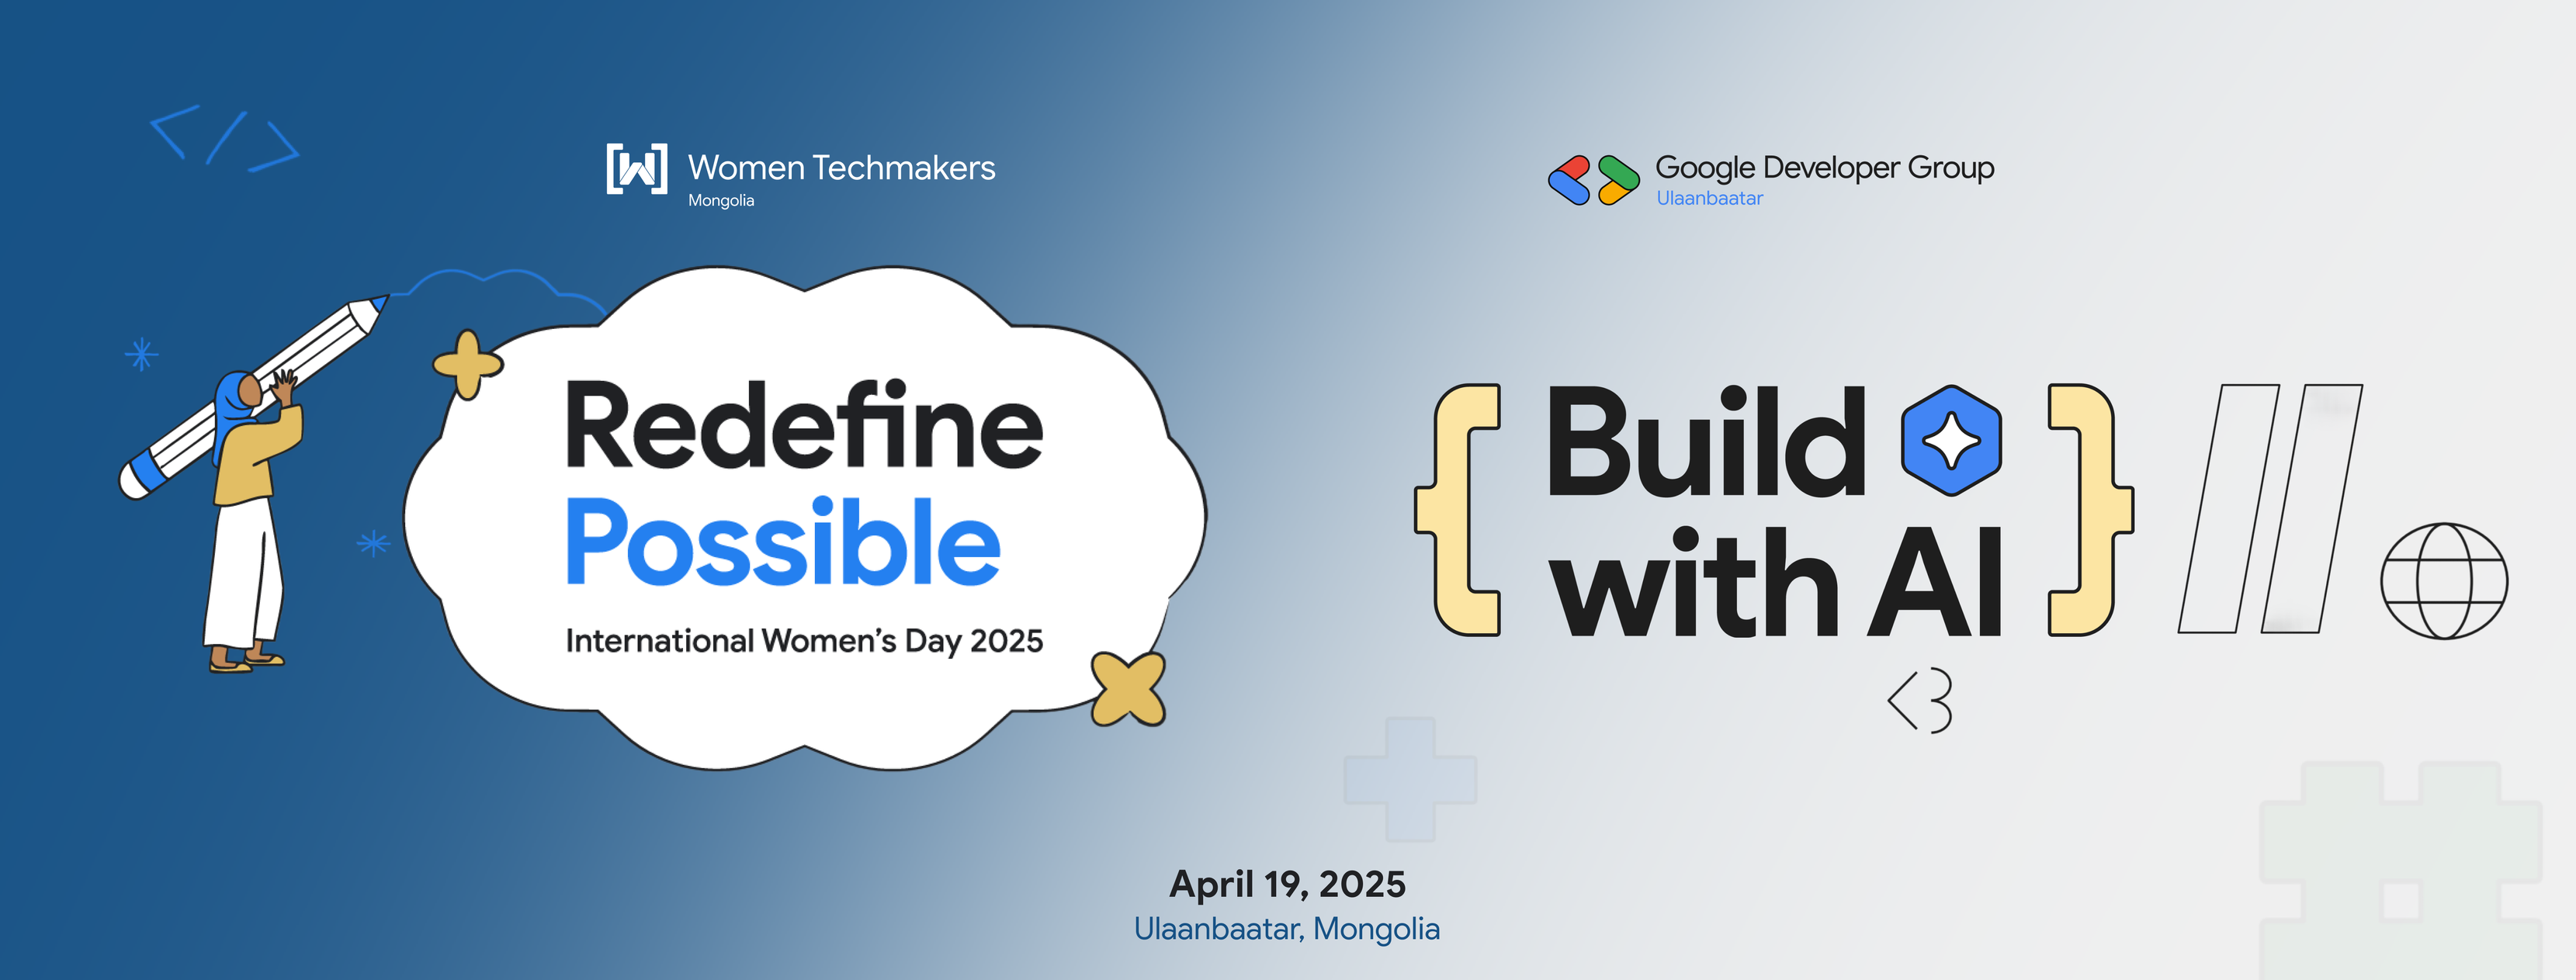 </>
Women Techmakers
Mongolia
Redefine
Possible
International Women's Day 2025
Google Developer Group
Ulaanbaatar
{ Build
with AI } //
<3
April 19, 2025
Ulaanbaatar, Mongolia